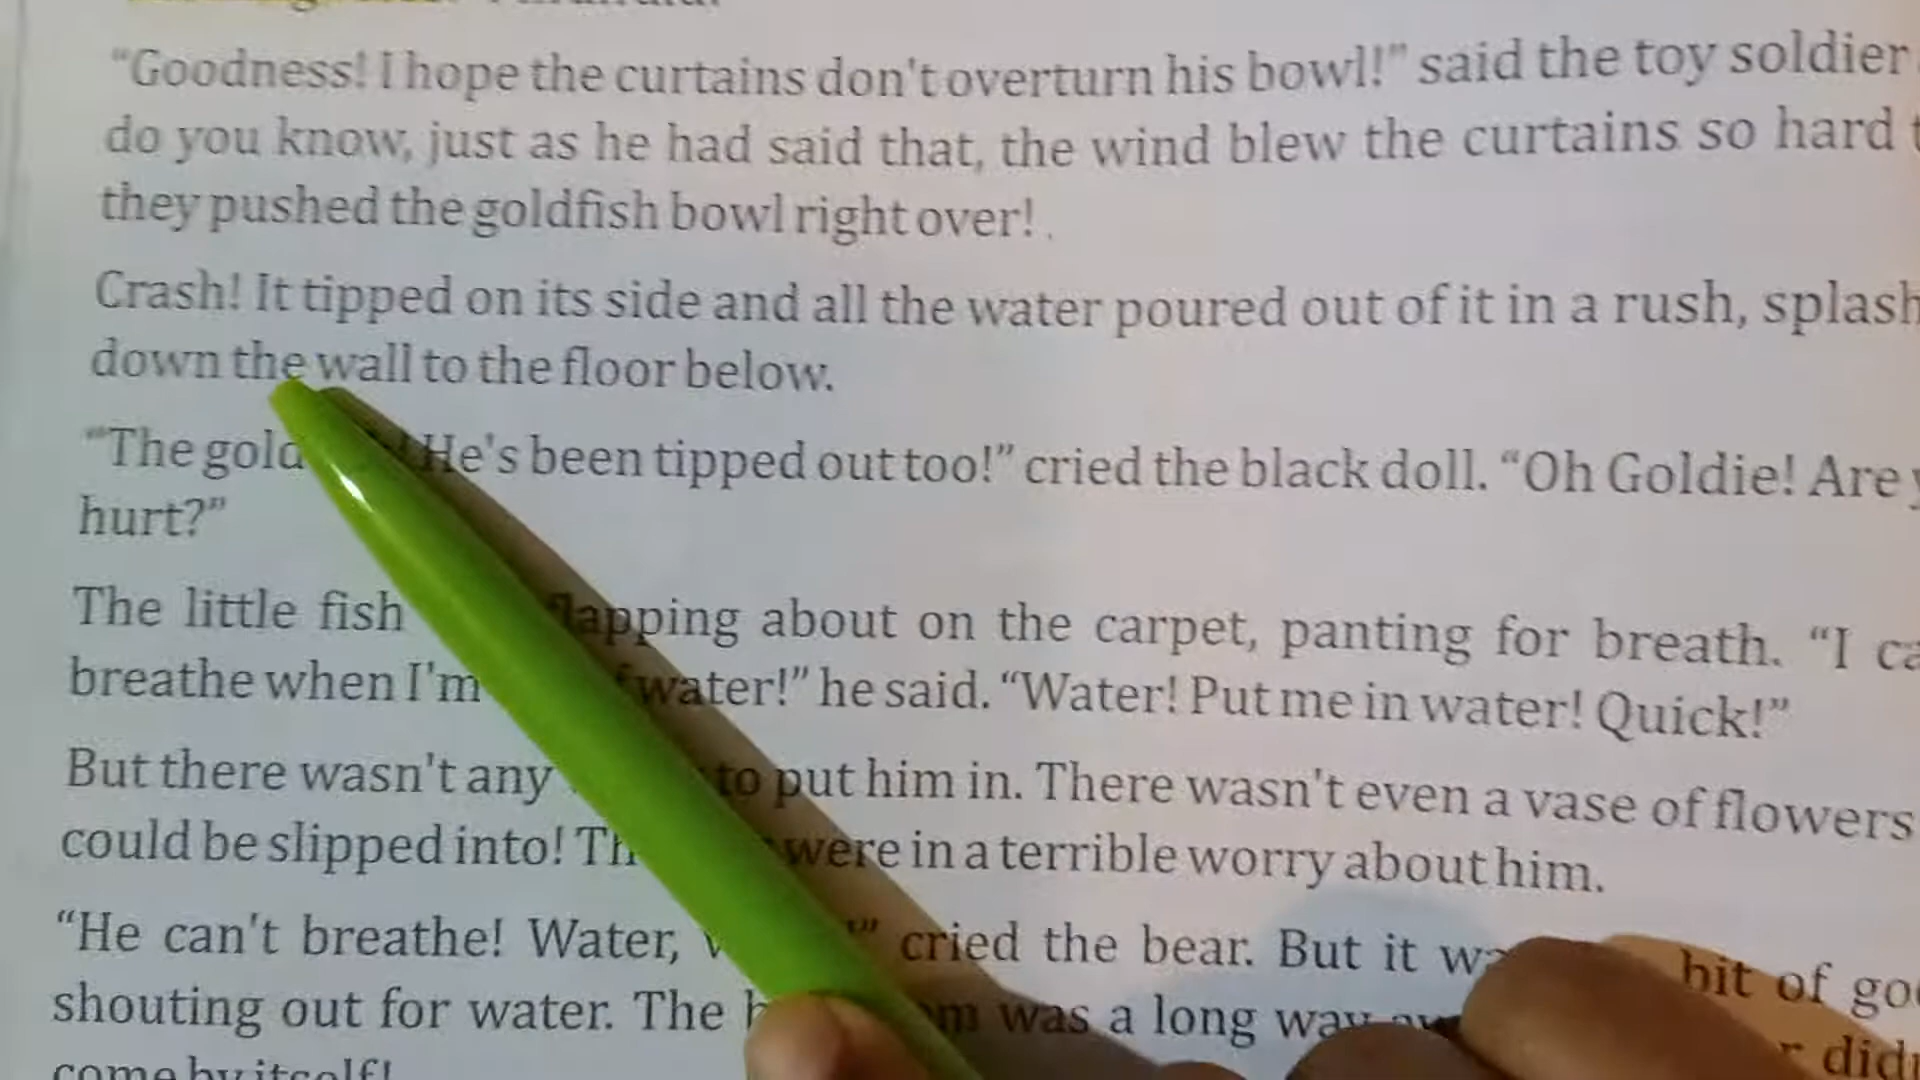 “Goodness! I hope the curtains don't overturn his bowl!” said the toy soldier
do you know, just as he had said that, the wind blew the curtains so hard
they pushed the goldfish bowl right over!
Crash! It tipped on its side and all the water poured out of it in a rush,
down the wall to the floor below.
“The He's been tipped out too!” cried the black doll. “Oh Goldie! Are
hurt?”
The little fish flapping about on the carpet, panting for breath. “I
breathe when I'm water!” he said. “Water! Put me in water! Quick!”
But there wasn't any to put him in. There wasn't even a vase of flowers
could be slipped into! were in a terrible worry about him.
“He can't breathe! Water, cried the bear. But it bit of
shouting out for water. The was a long way
come by itself!